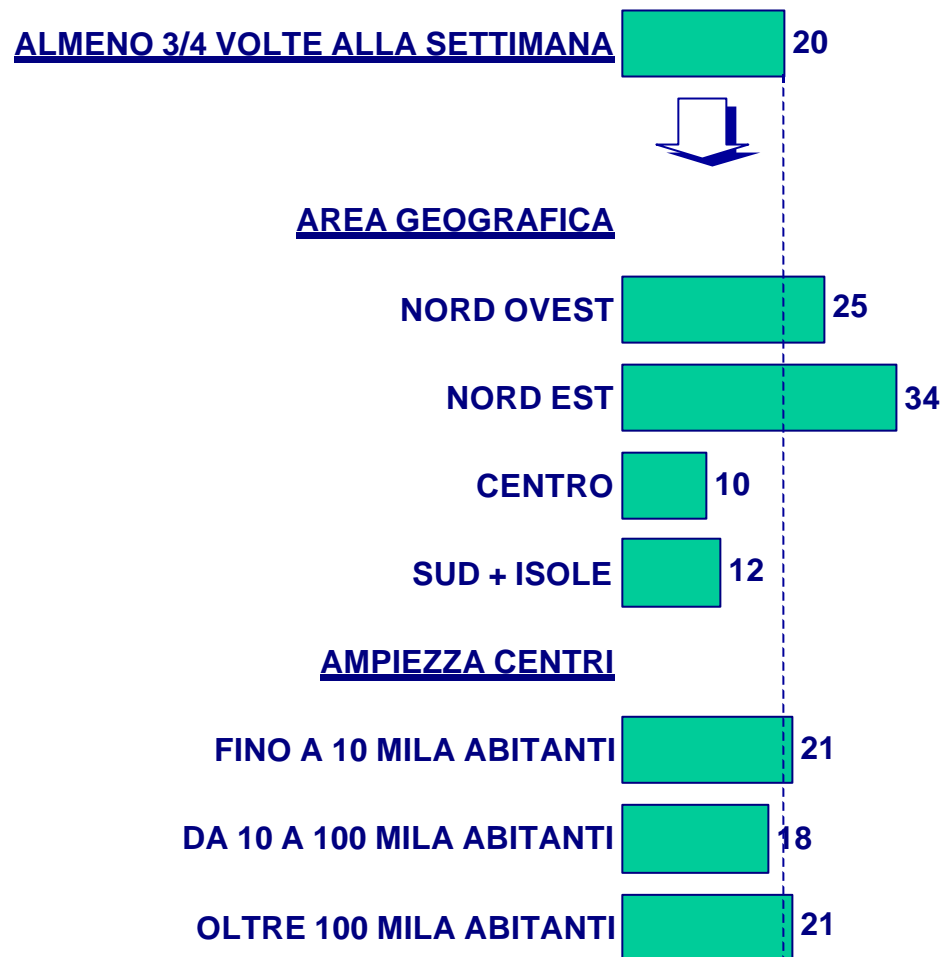 ALMENO 3/4 VOLTE ALLA SETTIMANA 20
AREA GEOGRAFICA
NORD OVEST 25
NORD EST 34
CENTRO 10
SUD + ISOLE 12
AMPIEZZA CENTRI
FINO A 10 MILA ABITANTI 21
DA 10 A 100 MILA ABITANTI 18
OLTRE 100 MILA ABITANTI 21